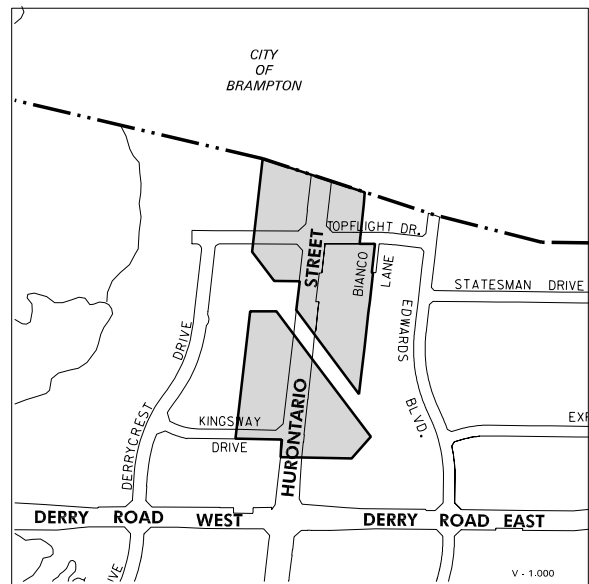 CITY
OF
BRAMPTON
TOPFLIGHT DR.
STREET
BIANCO
LANE
STATESMAN DRIVE
EDWARDS
BLVD.
DRIVE
DERRYCREST
KINGSWAY
DRIVE
HURONTARIO
DERRY ROAD WEST
DERRY ROAD EAST
V - 1.000